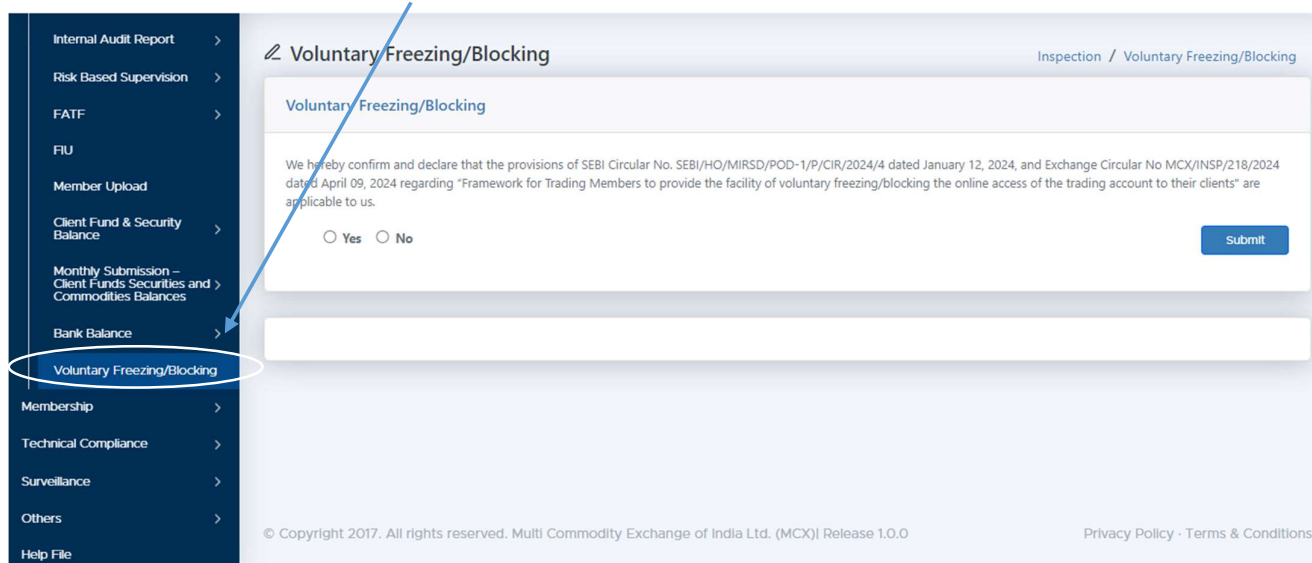 Internal Audit Report
Risk Based Supervision
FATF
FIU
Member Upload
Client Fund & Security
Balance
Monthly Submission –
Client Funds Securities and
Commodities Balances
Bank Balance
Voluntary Freezing/Blocking
Membership
Technical Compliance
Surveillance
Others
Help File
Voluntary Freezing/Blocking
Inspection / Voluntary Freezing/Blocking
Voluntary Freezing/Blocking
We hereby confirm and declare that the provisions of SEBI Circular No. SEBI/HO/MIRSD/POD-1/P/CIR/2024/4 dated January 12, 2024, and Exchange Circular No MCX/INSP/218/2024
dated April 09, 2024 regarding "Framework for Trading Members to provide the facility of voluntary freezing/blocking the online access of the trading account to their clients" are
applicable to us.
Yes No
Submit
© Copyright 2017. All rights reserved. Multi Commodity Exchange of India Ltd. (MCX)| Release 1.0.0
Privacy Policy · Terms & Conditions